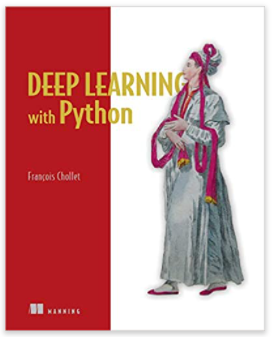 DEEP LEARNING
with Python
François Chollet
MANNING